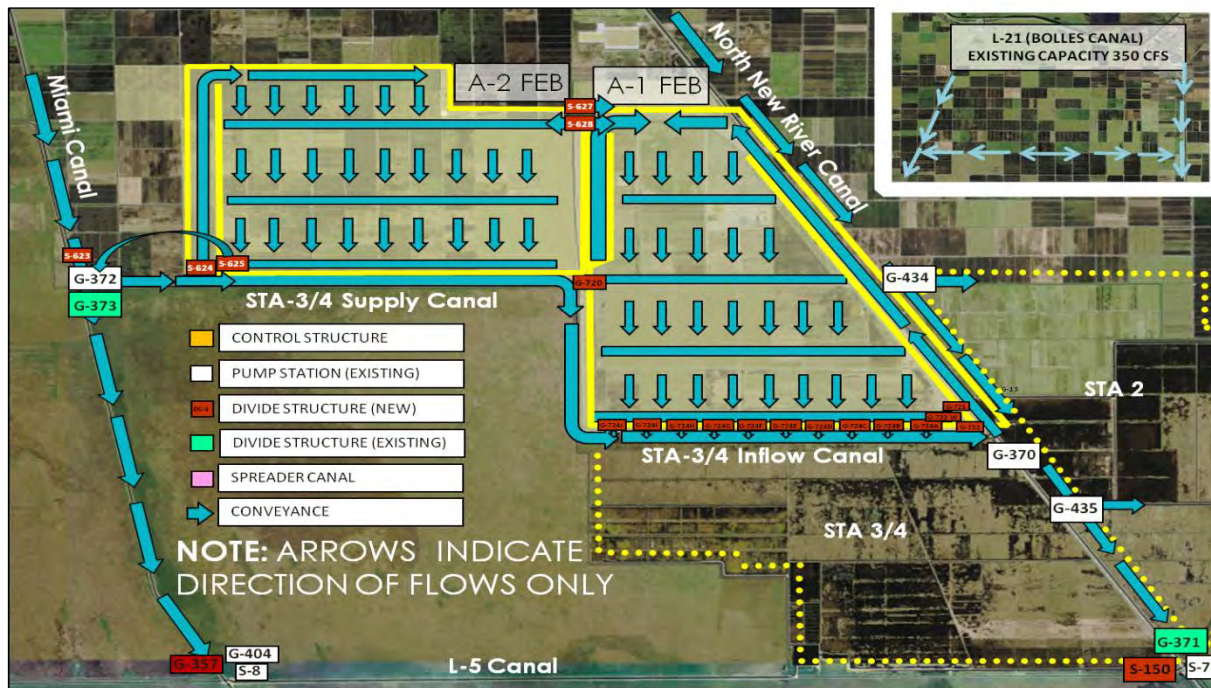 L-21 (BOLLES CANAL)
EXISTING CAPACITY 350 CFS
North New River Canal
Miami Canal
A-2 FEB
A-1 FEB
S-627
S-628
S-623
G-372
G-373
S-624
S-625
STA-3/4 Supply Canal
G-720
G-434
CONTROL STRUCTURE
PUMP STATION (EXISTING)
DIVIDE STRUCTURE (NEW)
DIVIDE STRUCTURE (EXISTING)
SPREADER CANAL
CONVEYANCE
NOTE: ARROWS INDICATE
DIRECTION OF FLOWS ONLY
STA 2
STA-3/4 Inflow Canal
G-370
G-435
STA 3/4
G-371
G-357
G-404
S-8
L-5 Canal
S-150
S-7